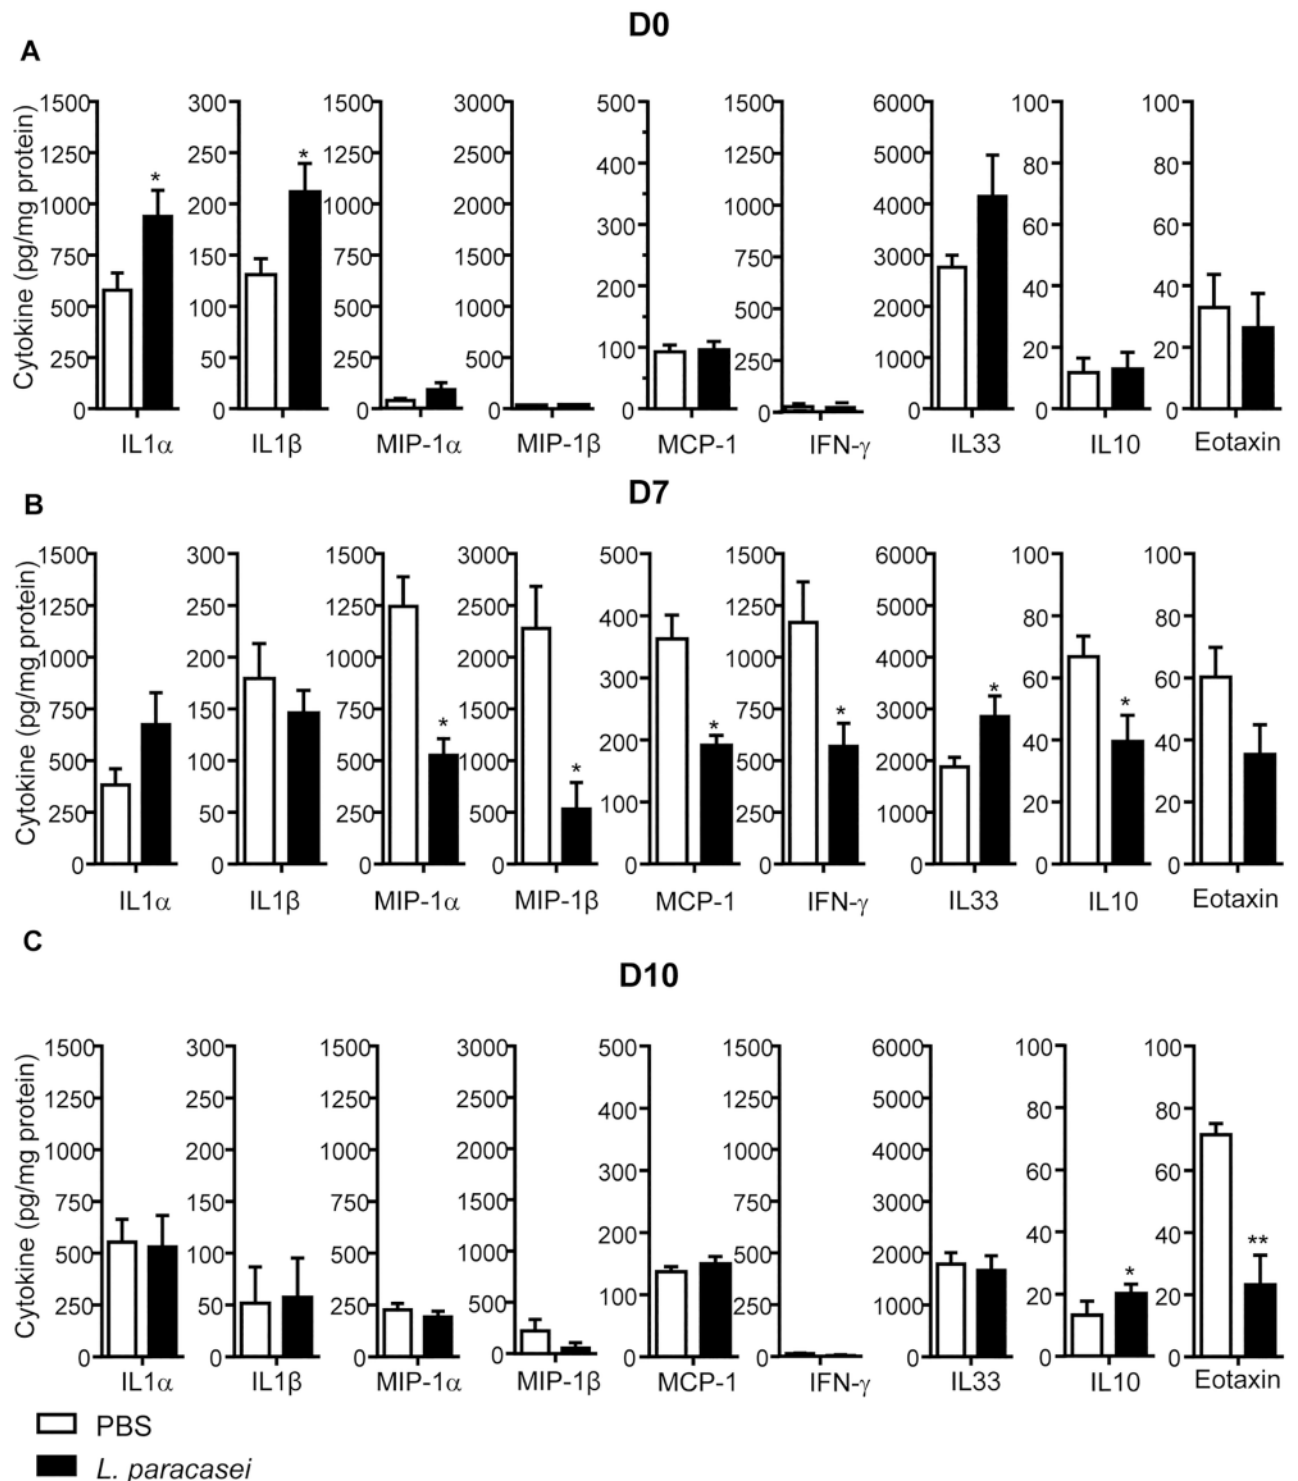 D0
A
Cytokine (pg/mg protein)
1500 1250 1000 750 500 250 0
300 250 200 150 100 50 0
1500 1250 1000 750 500 250 0
3000 2500 2000 1500 1000 500 0
500 400 300 200 100 0
1500 1250 1000 750 500 250 0
6000 5000 4000 3000 2000 1000 0
100 80 60 40 20 0
100 80 60 40 20 0
* *
IL1α IL1β MIP-1α MIP-1β MCP-1 IFN-γ IL33 IL10 Eotaxin
D7
B
Cytokine (pg/mg protein)
1500 1250 1000 750 500 250 0
300 250 200 150 100 50 0
1500 1250 1000 750 500 250 0
3000 2500 2000 1500 1000 500 0
500 400 300 200 100 0
1500 1250 1000 750 500 250 0
6000 5000 4000 3000 2000 1000 0
100 80 60 40 20 0
100 80 60 40 20 0
* * * * * *
IL1α IL1β MIP-1α MIP-1β MCP-1 IFN-γ IL33 IL10 Eotaxin
C
D10
Cytokine (pg/mg protein)
1500 1250 1000 750 500 250 0
300 250 200 150 100 50 0
1500 1250 1000 750 500 250 0
3000 2500 2000 1500 1000 500 0
500 400 300 200 100 0
1500 1250 1000 750 500 250 0
6000 5000 4000 3000 2000 1000 0
100 80 60 40 20 0
100 80 60 40 20 0
* **
IL1α IL1β MIP-1α MIP-1β MCP-1 IFN-γ IL33 IL10 Eotaxin
PBS
L. paracasei